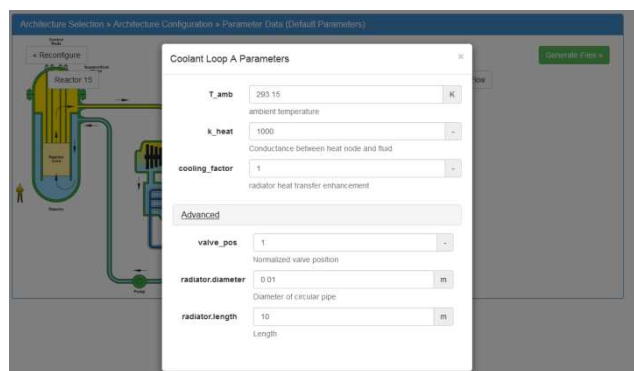 Architecture Selection » Architecture Configuration » Parameter Data (Default Parameters)
« Reconfigure
Generate Files »
Reactor 15
Coolant Loop A Parameters
×
T_amb
293.15
K
ambient temperature
k_heat
1000
-
Conductance between heat node and fluid
cooling_factor
1
-
radiator heat transfer enhancement
Advanced
valve_pos
1
-
Normalized valve position
radiator.diameter
0.01
m
Diameter of circular pipe
radiator.length
10
m
Length
Pump